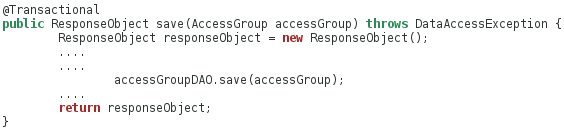 @Transactional
public ResponseObject save(AccessGroup accessGroup) throws DataAccessException {
        ResponseObject responseObject = new ResponseObject();
        ....
        ....
                accessGroupDAO.save(accessGroup);
        ....
        return responseObject;
}